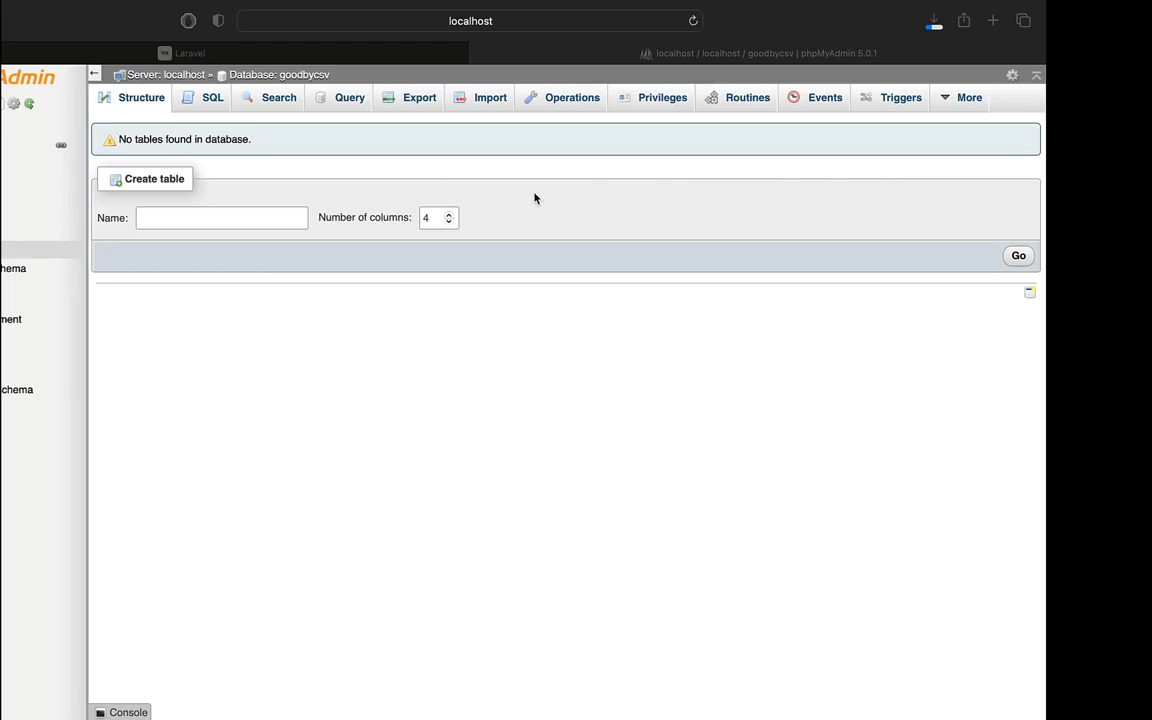 localhost
Laravel
localhost / localhost / goodbycsv | phpMyAdmin 5.0.1
Admin
Server: localhost » Database: goodbycsv
Structure SQL Search Query Export Import Operations Privileges Routines Events Triggers More
No tables found in database.
Create table
Name: Number of columns: 4
Go
hema
ment
chema
Console